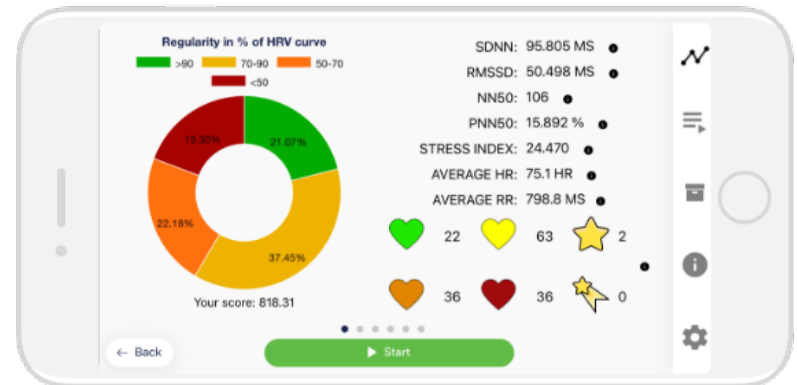 Regularity in % of HRV curve
>90 70-90 50-70
<50
19.30% 21.07%
22.18%
37.45%
Your score: 818.31
SDNN: 95.805 MS
RMSSD: 50.498 MS
NN50: 106
PNN50: 15.892 %
STRESS INDEX: 24.470
AVERAGE HR: 75.1 HR
AVERAGE RR: 798.8 MS
22 63 2
36 36 0
← Back
Start